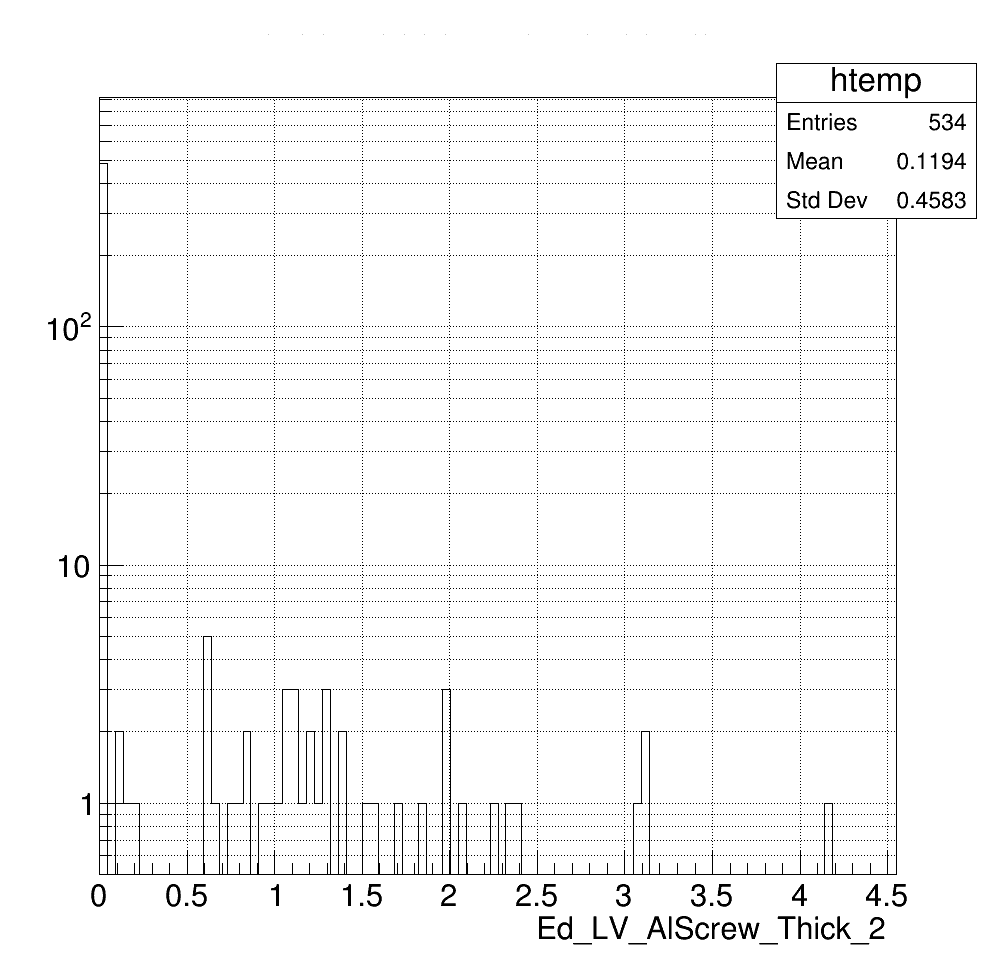 htemp
Entries 534
Mean 0.1194
Std Dev 0.4583
10²
10
1
0 0.5 1 1.5 2 2.5 3 3.5 4 4.5
Ed_LV_AlScrew_Thick_2